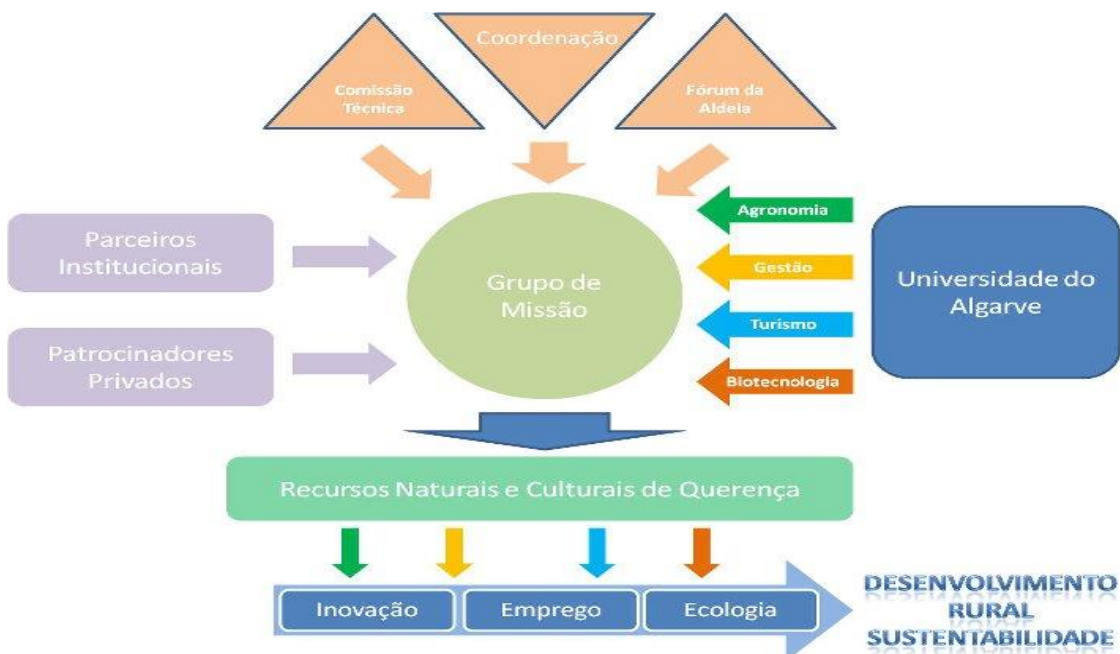 Coordenação
Comissão
Técnica
Fórum da
Aldeia
Parceiros
Institucionais
Patrocinadores
Privados
Grupo de
Missão
Agronomia
Gestão
Turismo
Biotecnologia
Universidade do
Algarve
Recursos Naturais e Culturais de Querença
Inovação
Emprego
Ecologia
DESENVOLVIMENTO
RURAL
SUSTENTABILIDADE